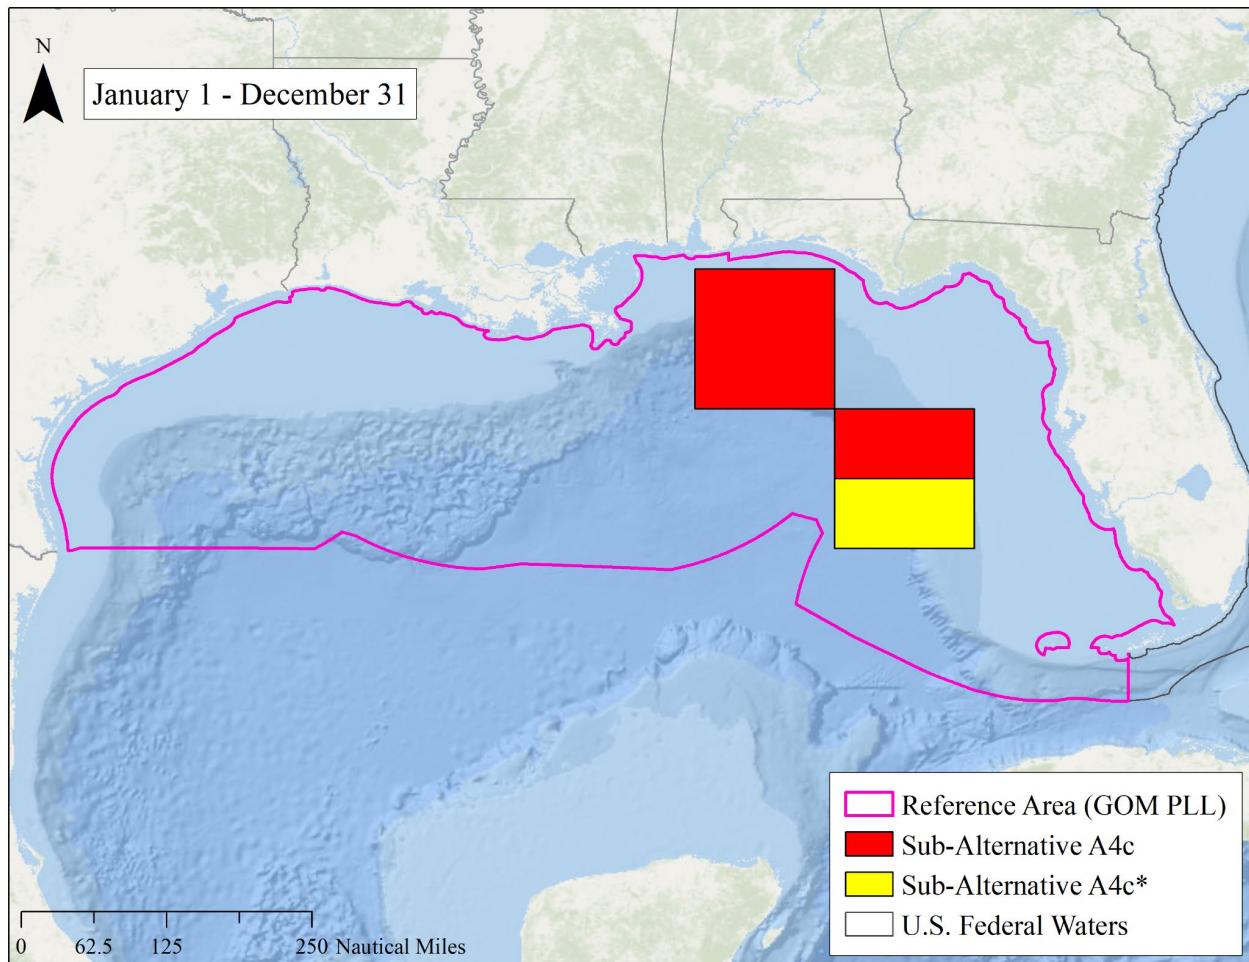 N
January 1 - December 31
Reference Area (GOM PLL)
Sub-Alternative A4c
Sub-Alternative A4c*
U.S. Federal Waters
0 62.5 125 250 Nautical Miles